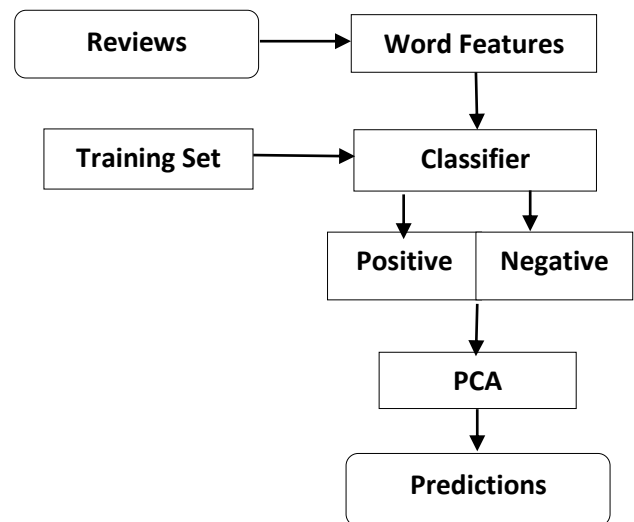 Reviews
Word Features
Training Set
Classifier
Positive
Negative
PCA
Predictions